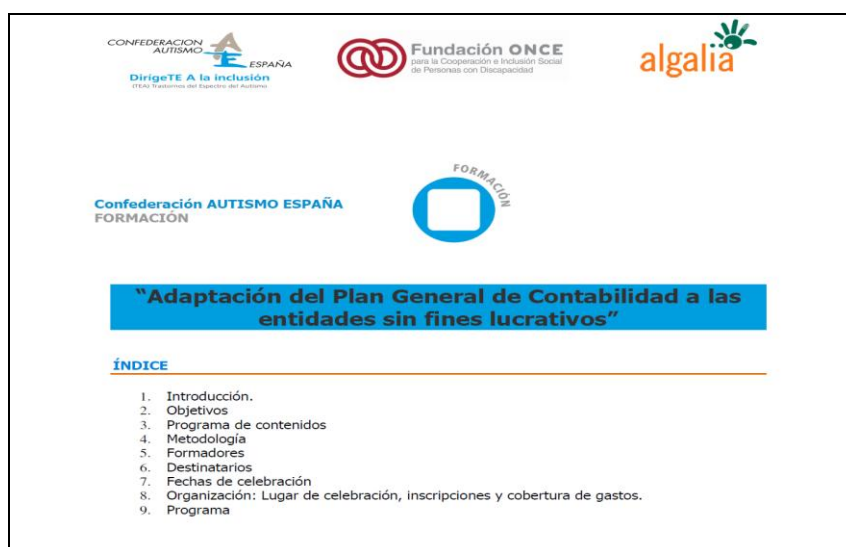 CONFEDERACION
AUTISMO
ESPAÑA
DirigeTE A la inclusión
(TEA) Trastornos del Espectro del Autismo
Fundación ONCE
para la Cooperación e Inclusión Social
de Personas con Discapacidad
algalia
FORMACIÓN
Confederación AUTISMO ESPAÑA
FORMACIÓN
“Adaptación del Plan General de Contabilidad a las
entidades sin fines lucrativos”
ÍNDICE
1. Introducción.
2. Objetivos
3. Programa de contenidos
4. Metodología
5. Formadores
6. Destinatarios
7. Fechas de celebración
8. Organización: Lugar de celebración, inscripciones y cobertura de gastos.
9. Programa